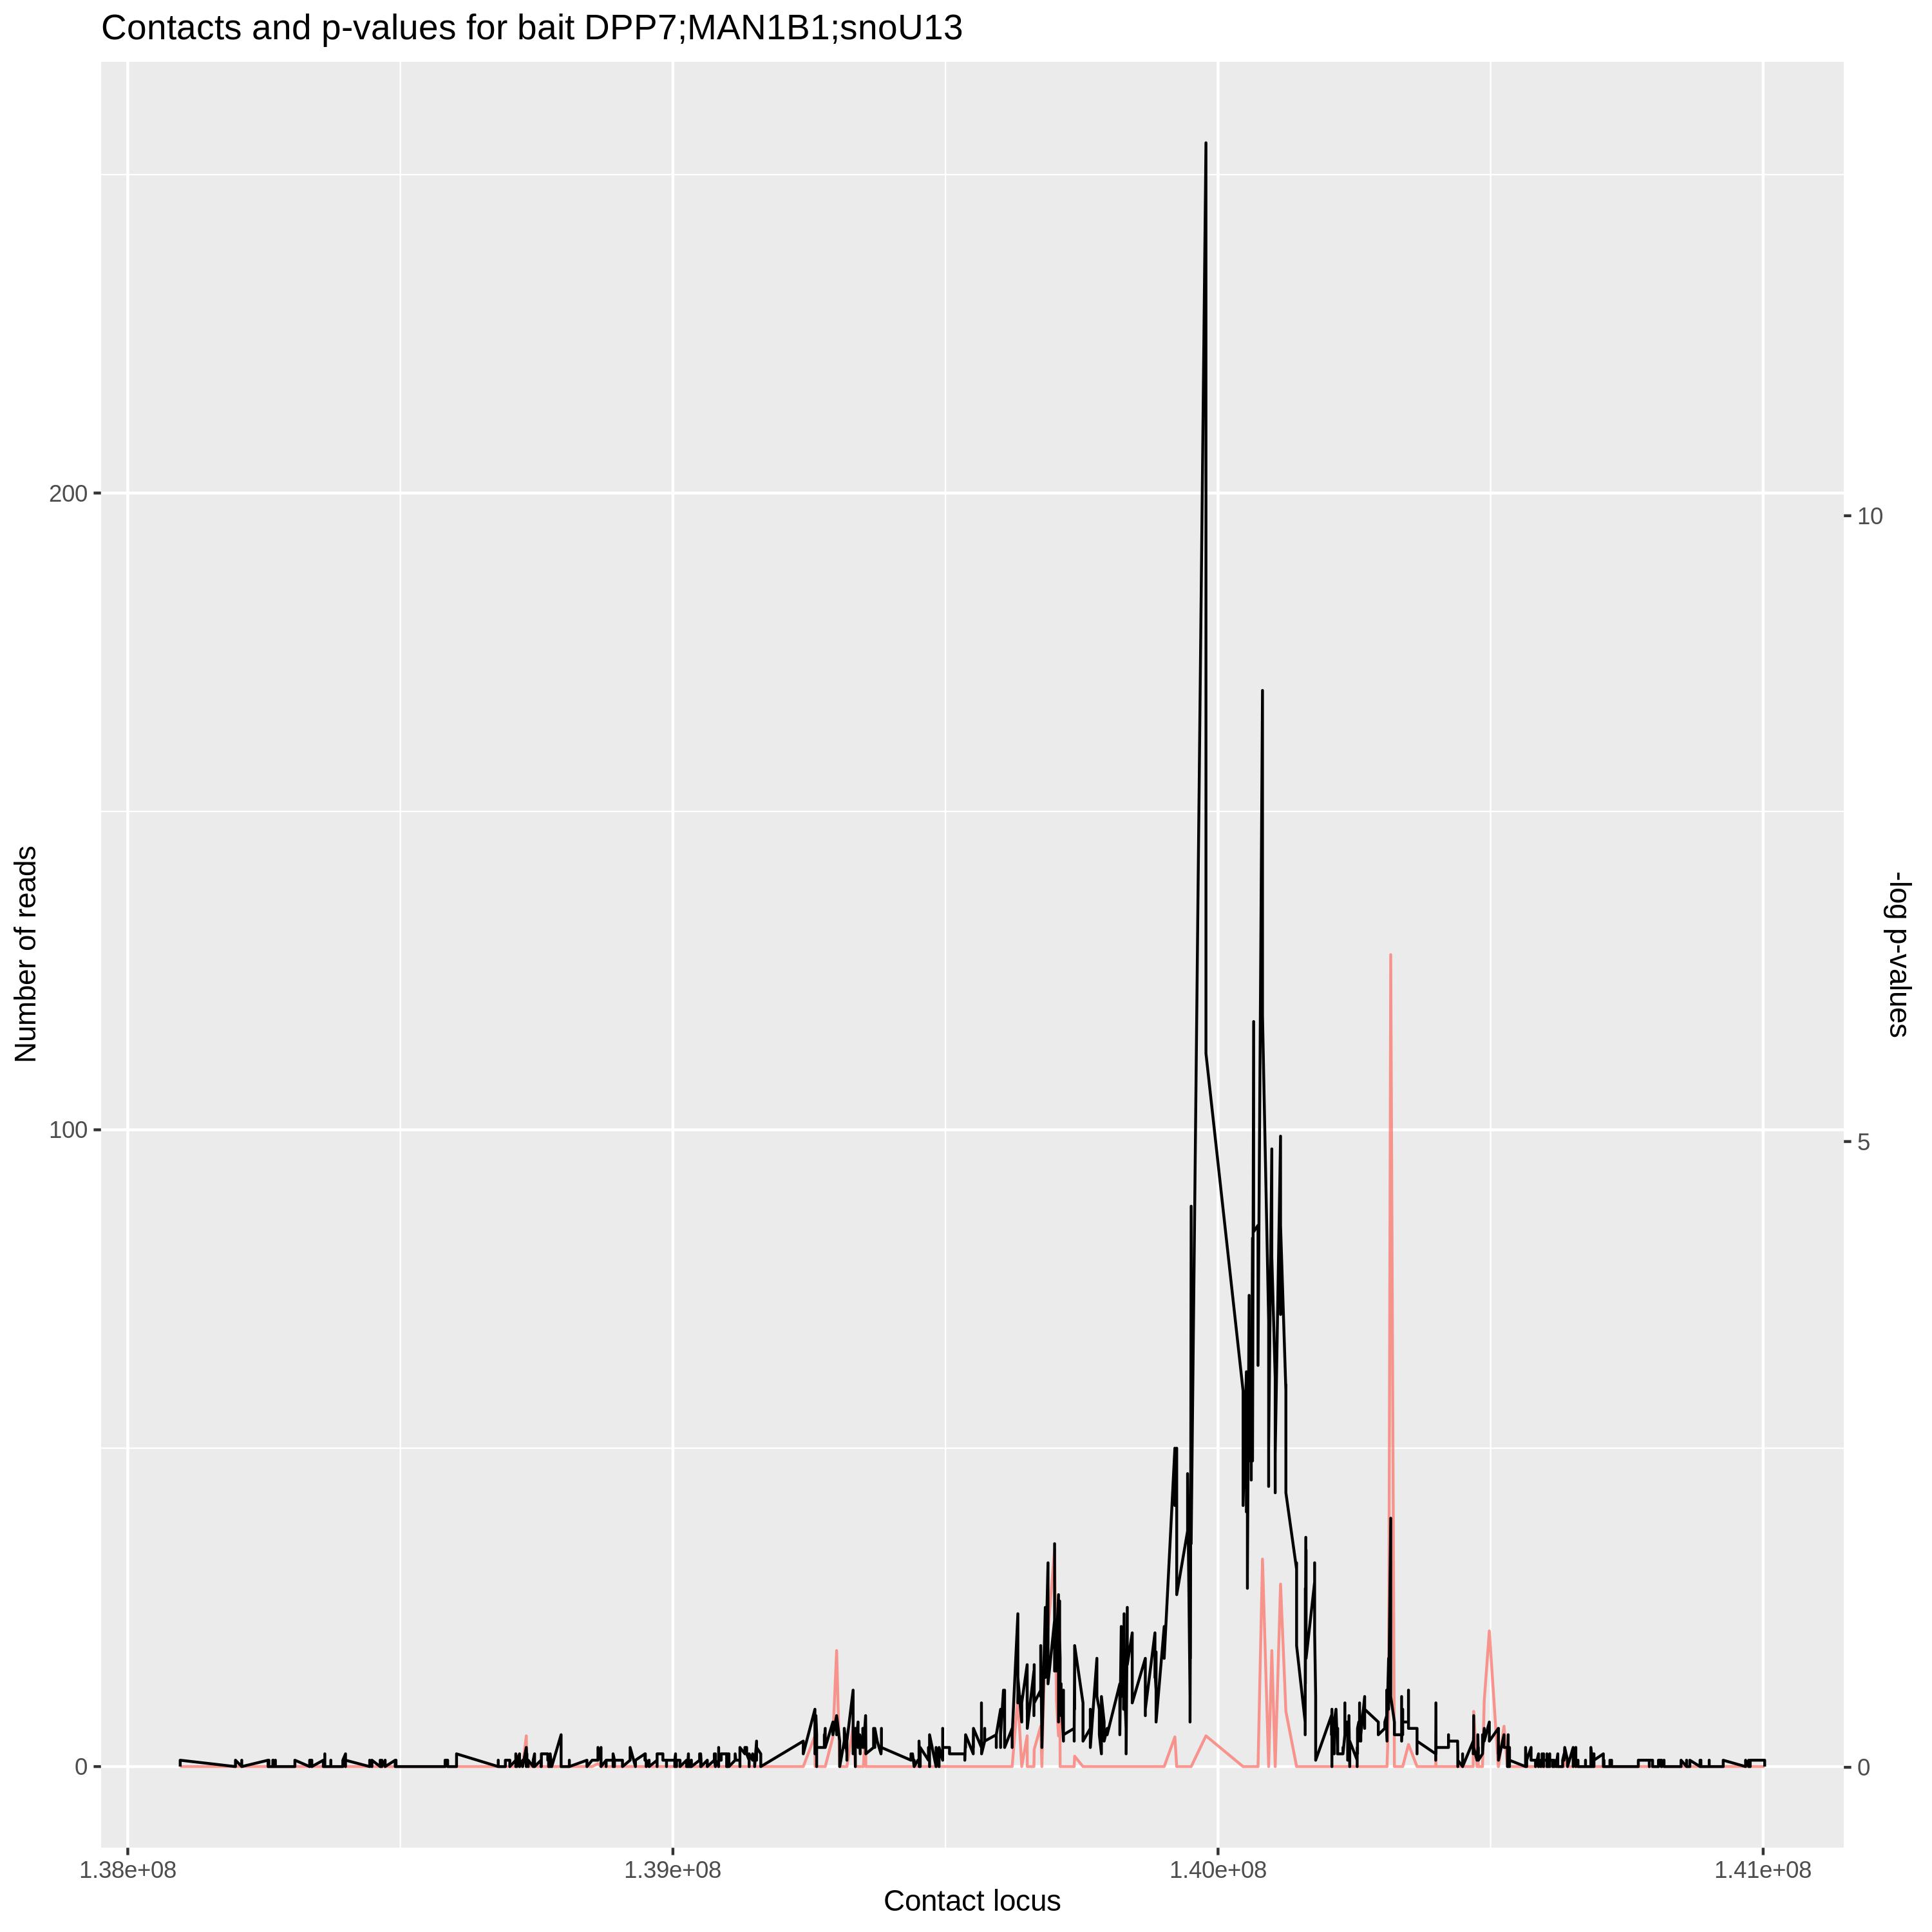 Contacts and p-values for bait DPP7;MAN1B1;snoU13
Number of reads
200
100
0
10
5
0
-log p-values
1.38e+08 1.39e+08 1.40e+08 1.41e+08
Contact locus